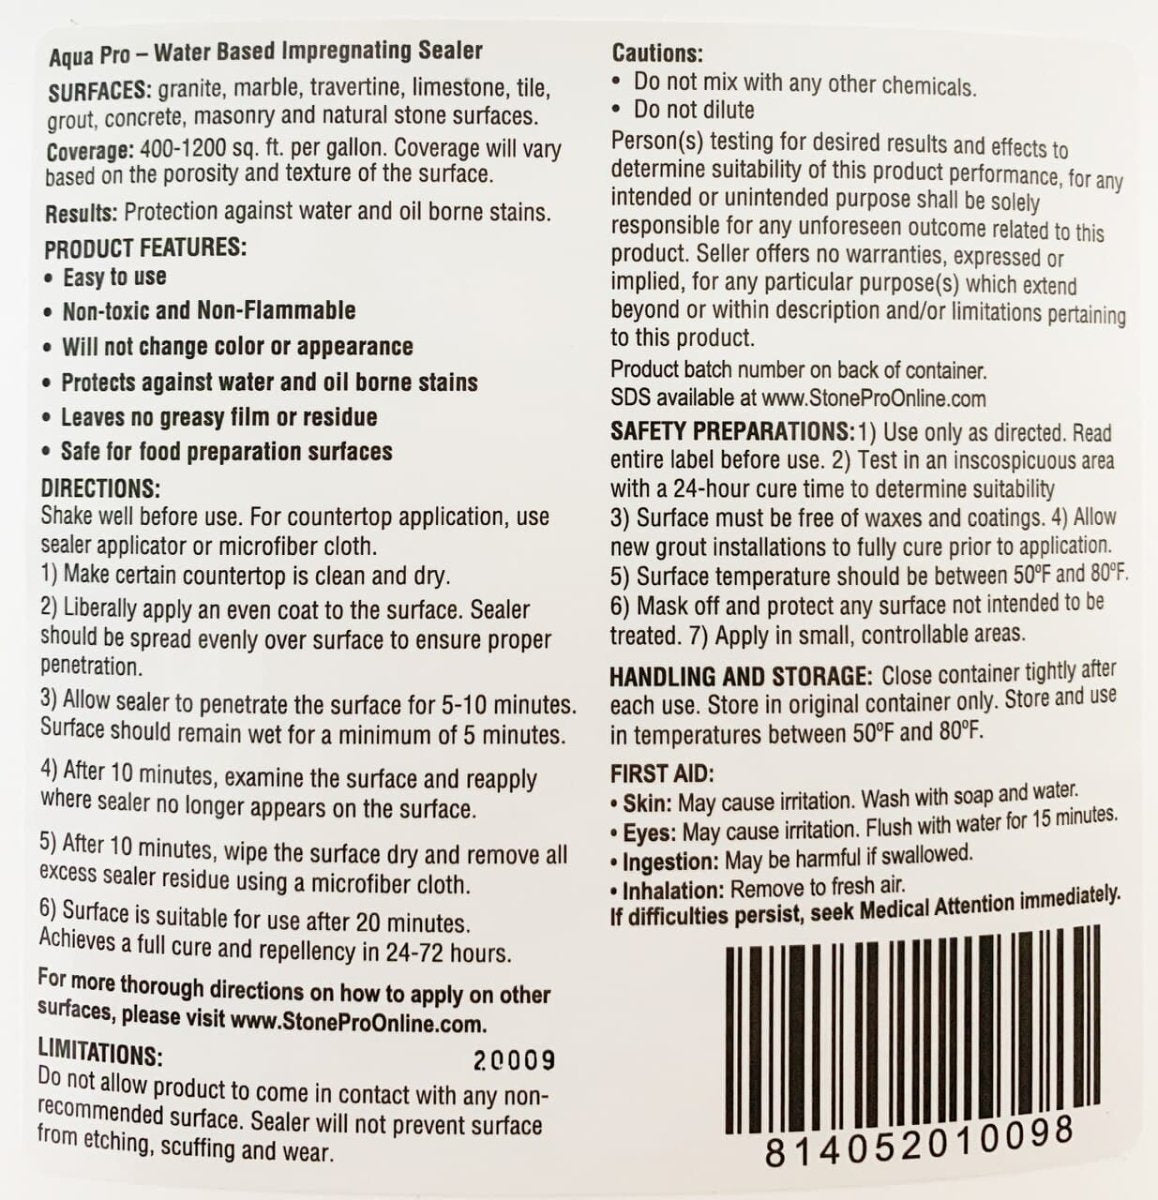 Aqua Pro – Water Based Impregnating Sealer
SURFACES: granite, marble, travertine, limestone, tile,
grout, concrete, masonry and natural stone surfaces.
Coverage: 400-1200 sq. ft. per gallon. Coverage will vary
based on the porosity and texture of the surface.
Results: Protection against water and oil borne stains.
PRODUCT FEATURES:
• Easy to use
• Non-toxic and Non-Flammable
• Will not change color or appearance
• Protects against water and oil borne stains
• Leaves no greasy film or residue
• Safe for food preparation surfaces
DIRECTIONS:
Shake well before use. For countertop application, use
sealer applicator or microfiber cloth.
1) Make certain countertop is clean and dry.
2) Liberally apply an even coat to the surface. Sealer
should be spread evenly over surface to ensure proper
penetration.
3) Allow sealer to penetrate the surface for 5-10 minutes.
Surface should remain wet for a minimum of 5 minutes.
4) After 10 minutes, examine the surface and reapply
where sealer no longer appears on the surface.
5) After 10 minutes, wipe the surface dry and remove all
excess sealer residue using a microfiber cloth.
6) Surface is suitable for use after 20 minutes.
Achieves a full cure and repellency in 24-72 hours.
For more thorough directions on how to apply on other
surfaces, please visit www.StoneProOnline.com.
LIMITATIONS:
20009
Do not allow product to come in contact with any non-
recommended surface. Sealer will not prevent surface
from etching, scuffing and wear.
Cautions:
• Do not mix with any other chemicals.
• Do not dilute
Person(s) testing for desired results and effects to
determine suitability of this product performance, for any
intended or unintended purpose shall be solely
responsible for any unforeseen outcome related to this
product. Seller offers no warranties, expressed or
implied, for any particular purpose(s) which extend
beyond or within description and/or limitations pertaining
to this product.
Product batch number on back of container.
SDS available at www.StoneProOnline.com
SAFETY PREPARATIONS: 1) Use only as directed. Read
entire label before use. 2) Test in an inscospicuous area
with a 24-hour cure time to determine suitability
3) Surface must be free of waxes and coatings. 4) Allow
new grout installations to fully cure prior to application.
5) Surface temperature should be between 50ºF and 80ºF.
6) Mask off and protect any surface not intended to be
treated. 7) Apply in small, controllable areas.
HANDLING AND STORAGE: Close container tightly after
each use. Store in original container only. Store and use
in temperatures between 50ºF and 80ºF.
FIRST AID:
• Skin: May cause irritation. Wash with soap and water.
• Eyes: May cause irritation. Flush with water for 15 minutes.
• Ingestion: May be harmful if swallowed.
• Inhalation: Remove to fresh air.
If difficulties persist, seek Medical Attention immediately.
814052010098